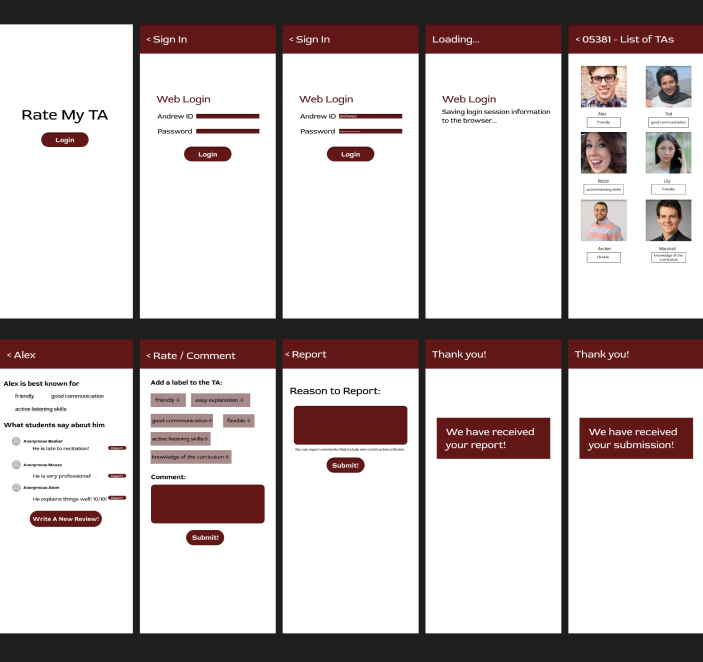 Rate My TA
Login
< Sign In
Web Login
Andrew ID
Password
Login
< Sign In
Web Login
Andrew ID
Password
Login
Loading...
Web Login
Saving login session information
to the browser...
< 05381 - List of TAs
Alex
Ted
friendly
good communication
Robin
Lily
active listening skills
friendly
Archer
Marshall
flexible
knowledge of the
curriculum
< Alex
Alex is best known for
friendly
good communication
active listening skills
What students say about him
Anonymous Beaker
He is late to recitation!
Anonymous Mouse
He is very professional!
Anonymous Atom
He explains things well! 10/10!
Write A New Review!
< Rate / Comment
Add a label to the TA:
friendly +
easy explanation +
good commmunication +
flexible +
active listening skills +
knowledge of the curriculum +
Comment:
Submit!
< Report
Reason to Report:
You can report comments that include non constructive criticism.
Submit!
Thank you!
We have received
your report!
Thank you!
We have received
your submission!